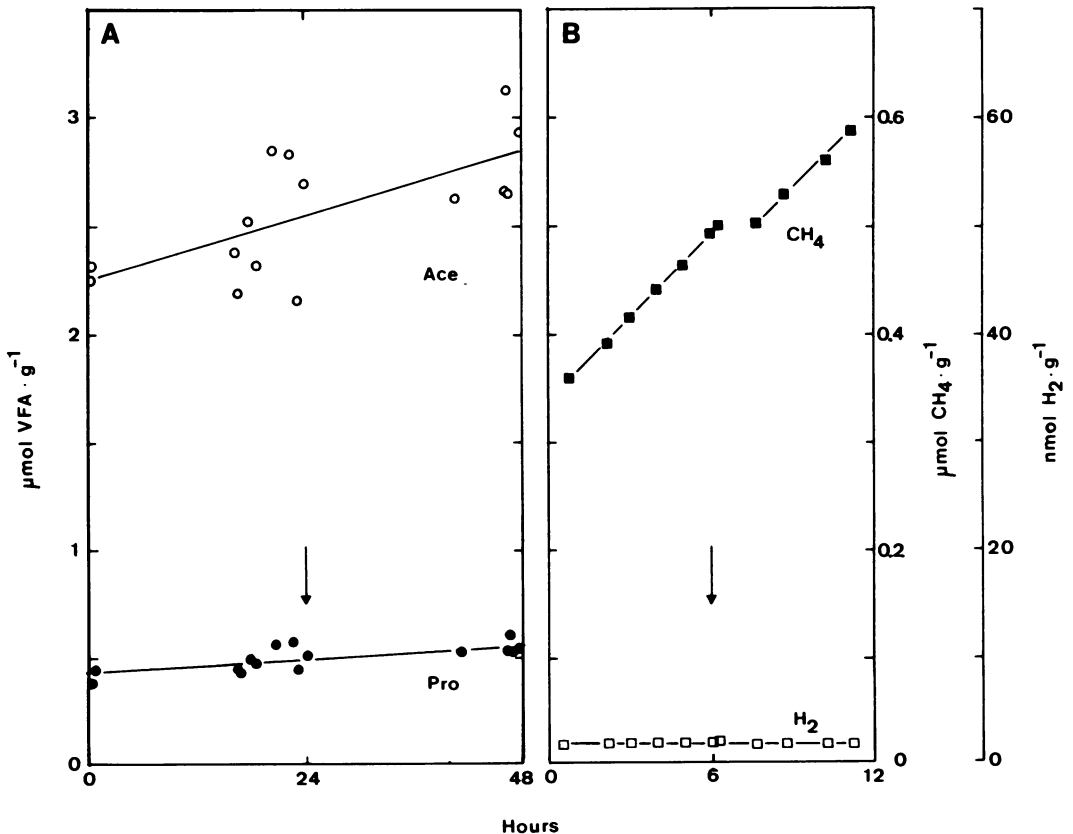 A
B
3
2
1
0
μmol VFA · g⁻¹
Ace
Pro
0
24
48
CH₄
H₂
0
6
12
0.6
0.4
0.2
0
μmol CH₄ · g⁻¹
60
40
20
0
nmol H₂ · g⁻¹
Hours